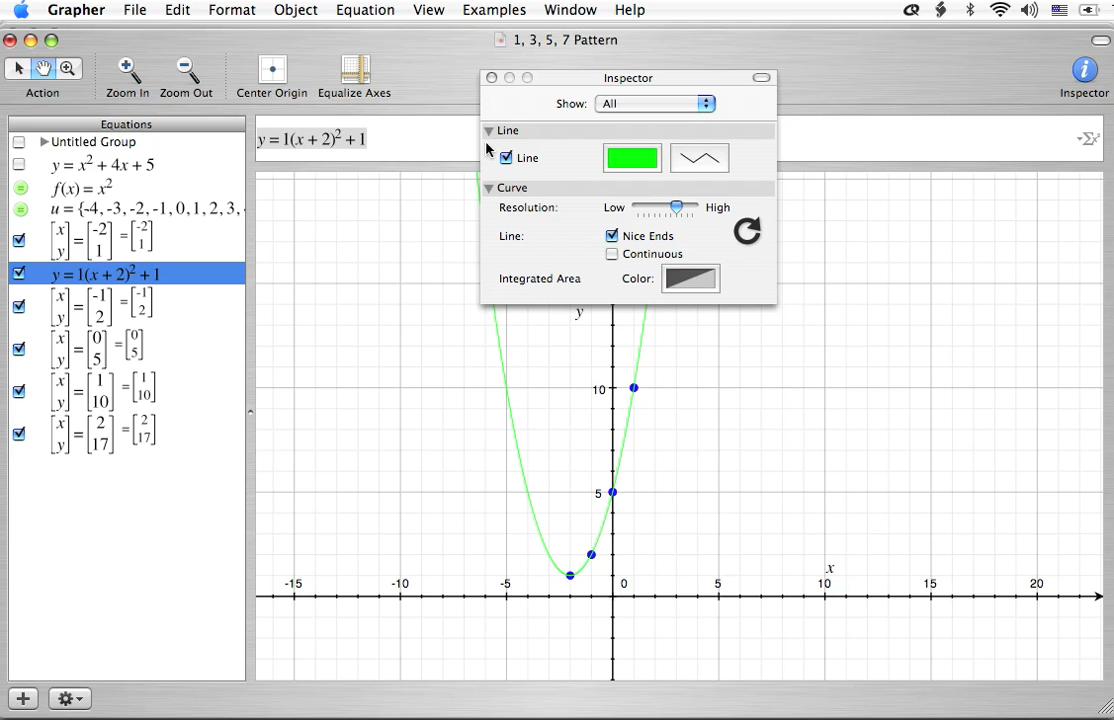 Grapher File Edit Format Object Equation View Examples Window Help
1, 3, 5, 7 Pattern
Action Zoom In Zoom Out Center Origin Equalize Axes Inspector
Inspector
Show: All
Line
Line
Curve
Resolution: Low High
Line: Nice Ends
Continuous
Integrated Area Color:
Equations
Untitled Group
y = x² + 4x + 5
f(x) = x²
u = {-4, -3, -2, -1, 0, 1, 2, 3,
[x y] = [-2 1] = [-2 1]
y = 1(x + 2)² + 1
[x y] = [-1 2] = [-1 2]
[x y] = [0 5] = [0 5]
[x y] = [1 10] = [1 10]
[x y] = [2 17] = [2 17]
y = 1(x + 2)² + 1
Σx²
y
10
5
x
-15 -10 -5 0 5 10 15 20